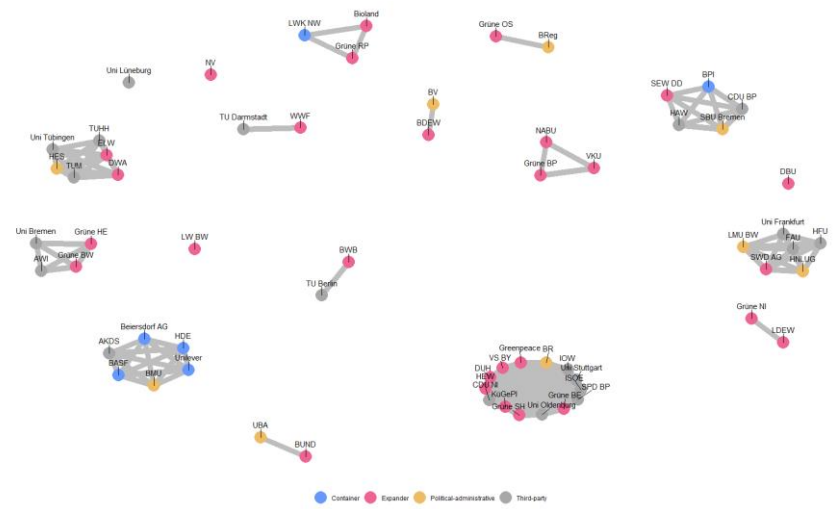 LWK NW
Bioland
Grüne RP
Grüne OS
BReg
NV
Uni Lüneburg
BPI
SEW DD
CDU BP
HAW
SBU Bremen
BV
BDEW
TU Darmstadt
WWF
TUHH
Uni Tübingen
ELW
HES
TUM
DWA
NABU
Grüne BP
VKU
DBU
Uni Frankfurt
LMU BW
FAU
HFU
SWD AG
HNLUG
Uni Bremen
Grüne HE
Grüne BW
AWI
LW BW
BWB
TU Berlin
Grüne NI
LDEW
Beiersdorf AG
HDE
AKDS
BASF
BMU
Unilever
Greenpeace
BR
VS BY
IOW
DUH
Uni Stuttgart
HEW
ISOE
CDU NI
SPD BP
KüGePl
Grüne BE
Grüne SH
Uni Oldenburg
UBA
BUND
Container Expander Political-administrative Third-party